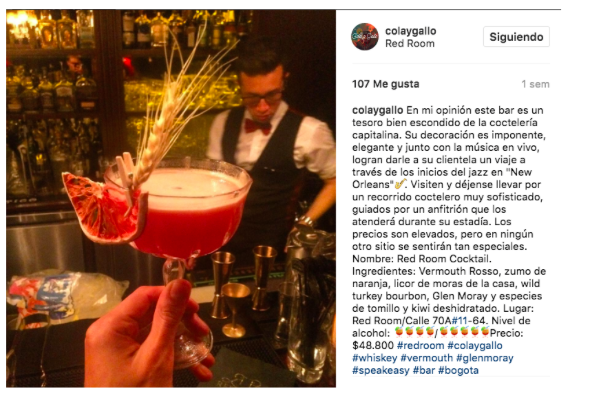 colaygallo
Red Room
Siguiendo
107 Me gusta
1 sem
colaygallo En mi opinión este bar es un
tesoro bien escondido de la coctelería
capitalina. Su decoración es imponente,
elegante y junto con la música en vivo,
logran darle a su clientela un viaje a
través de los inicios del jazz en "New
Orleans"🎷. Visiten y déjense llevar por
un recorrido coctelero muy sofisticado,
guiados por un anfitrión que los
atenderá durante su estadía. Los
precios son elevados, pero en ningún
otro sitio se sentirán tan especiales.
Nombre: Red Room Cocktail.
Ingredientes: Vermouth Rosso, zumo de
naranja, licor de moras de la casa, wild
turkey bourbon, Glen Moray y especies
de tomillo y kiwi deshidratado. Lugar:
Red Room/Calle 70A#11-64. Nivel de
alcohol: 🍹🍹🍹🍹/🍹🍹🍹🍹🍹Precio:
$48.800 #redroom #colaygallo
#whiskey #vermouth #glenmoray
#speakeasy #bar #bogota